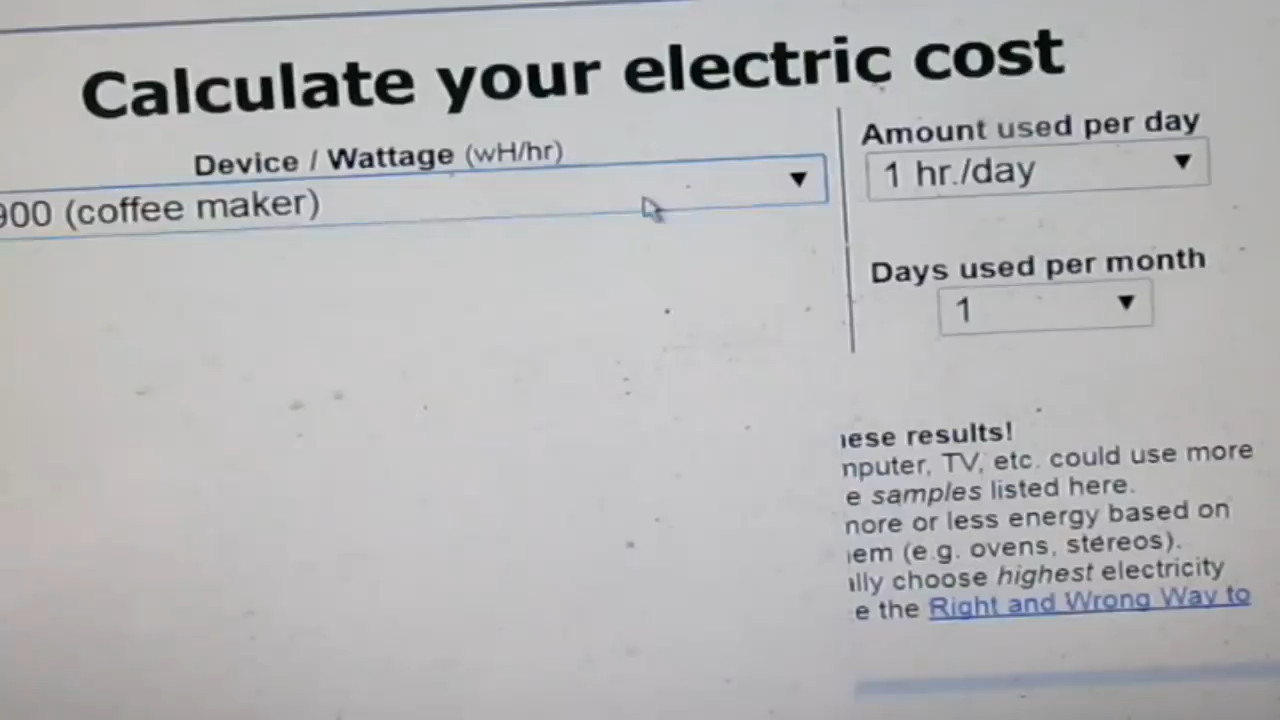 Calculate your electric cost
Device / Wattage (wH/hr)
900 (coffee maker)
Amount used per day
1 hr./day
Days used per month
1
results!
TV, etc. could use more
samples listed here.
or less energy based on
(e.g. ovens, stereos).
choose highest electricity
the Right and Wrong Way to